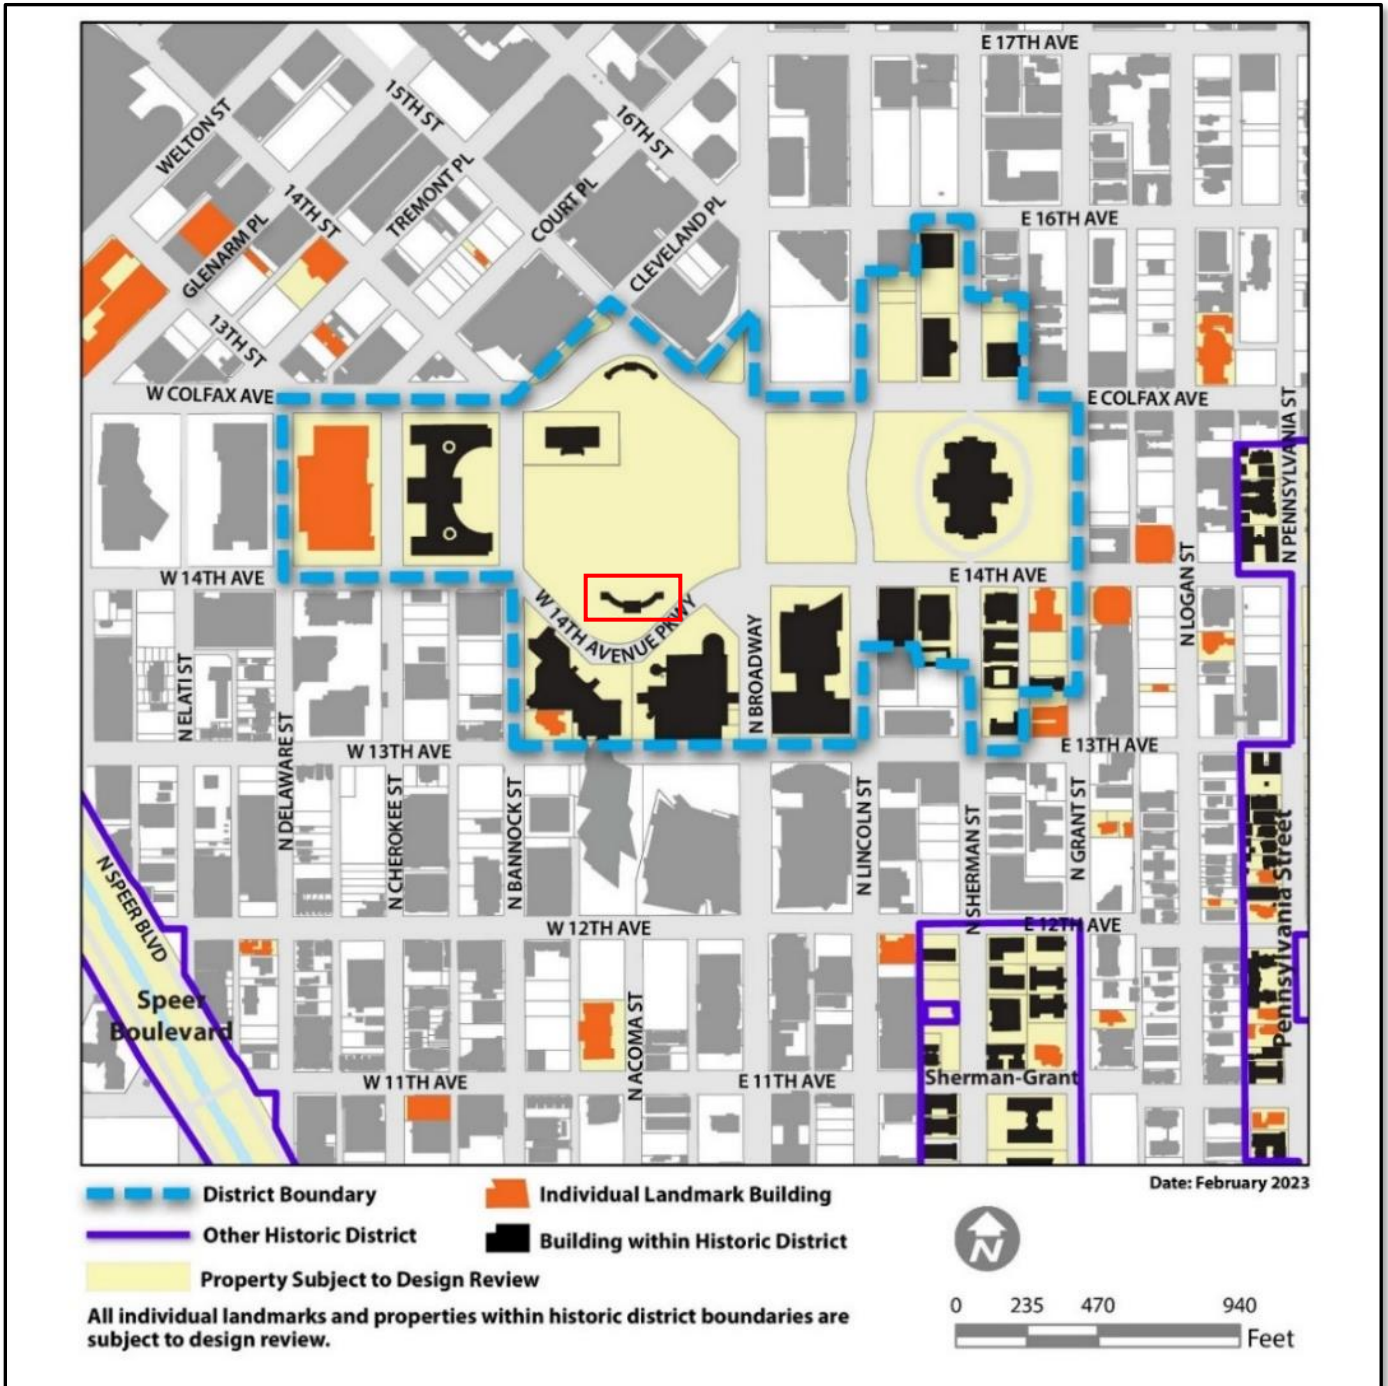 E 17TH AVE
15TH ST
16TH ST
WELTON ST
14TH ST
TREMONT PL
COURT PL
CLEVELAND PL
E 16TH AVE
GLENARM PL
13TH ST
W COLFAX AVE
E COLFAX AVE
N PENNSYLVANIA ST
W 14TH AVE
E 14TH AVE
W 14TH AVENUE PKWY
N LOGAN ST
N ELATI ST
N BROADWAY
N DELAWARE ST
W 13TH AVE
E 13TH AVE
N CHEROKEE ST
N BANNOCK ST
N LINCOLN ST
N SHERMAN ST
N GRANT ST
Pennsylvania Street
N SPEER BLVD
W 12TH AVE
E 12TH AVE
Speer
Boulevard
N ACOMA ST
W 11TH AVE
E 11TH AVE
Sherman-Grant
Date: February 2023
District Boundary
Individual Landmark Building
Other Historic District
Building within Historic District
Property Subject to Design Review
All individual landmarks and properties within historic district boundaries are
subject to design review.
N
0 235 470 940
Feet